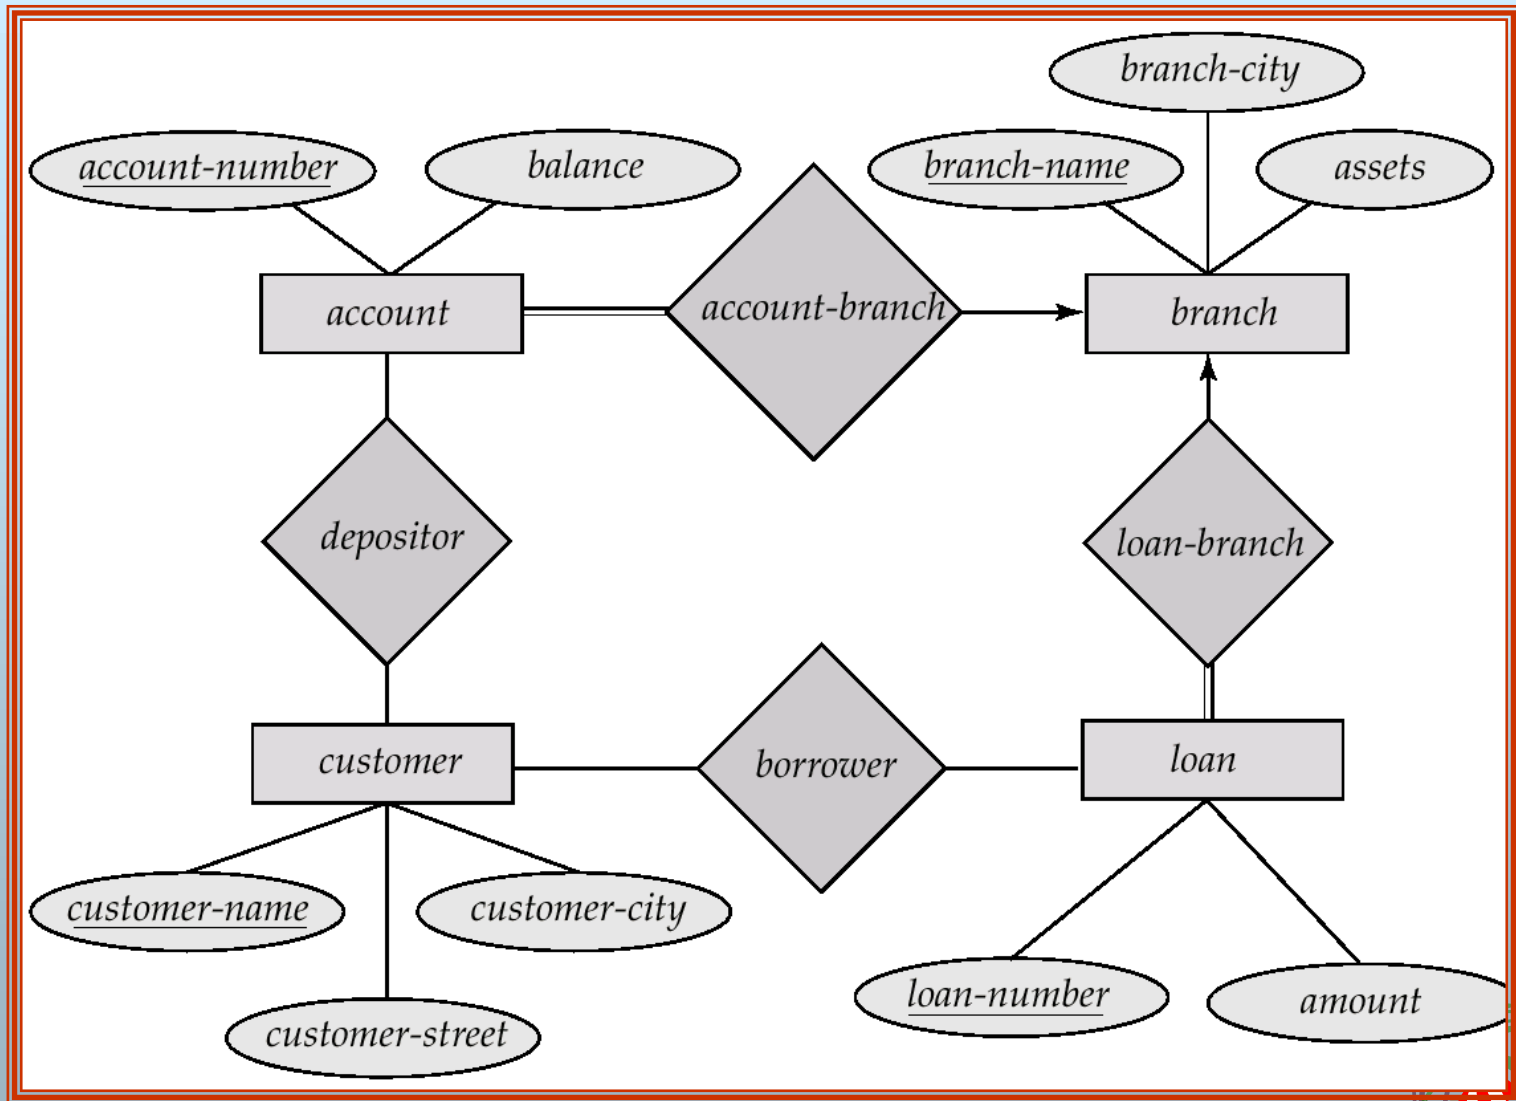 branch-city
account-number
balance
branch-name
assets
account
account-branch
branch
depositor
loan-branch
customer
borrower
loan
customer-name
customer-city
loan-number
amount
customer-street